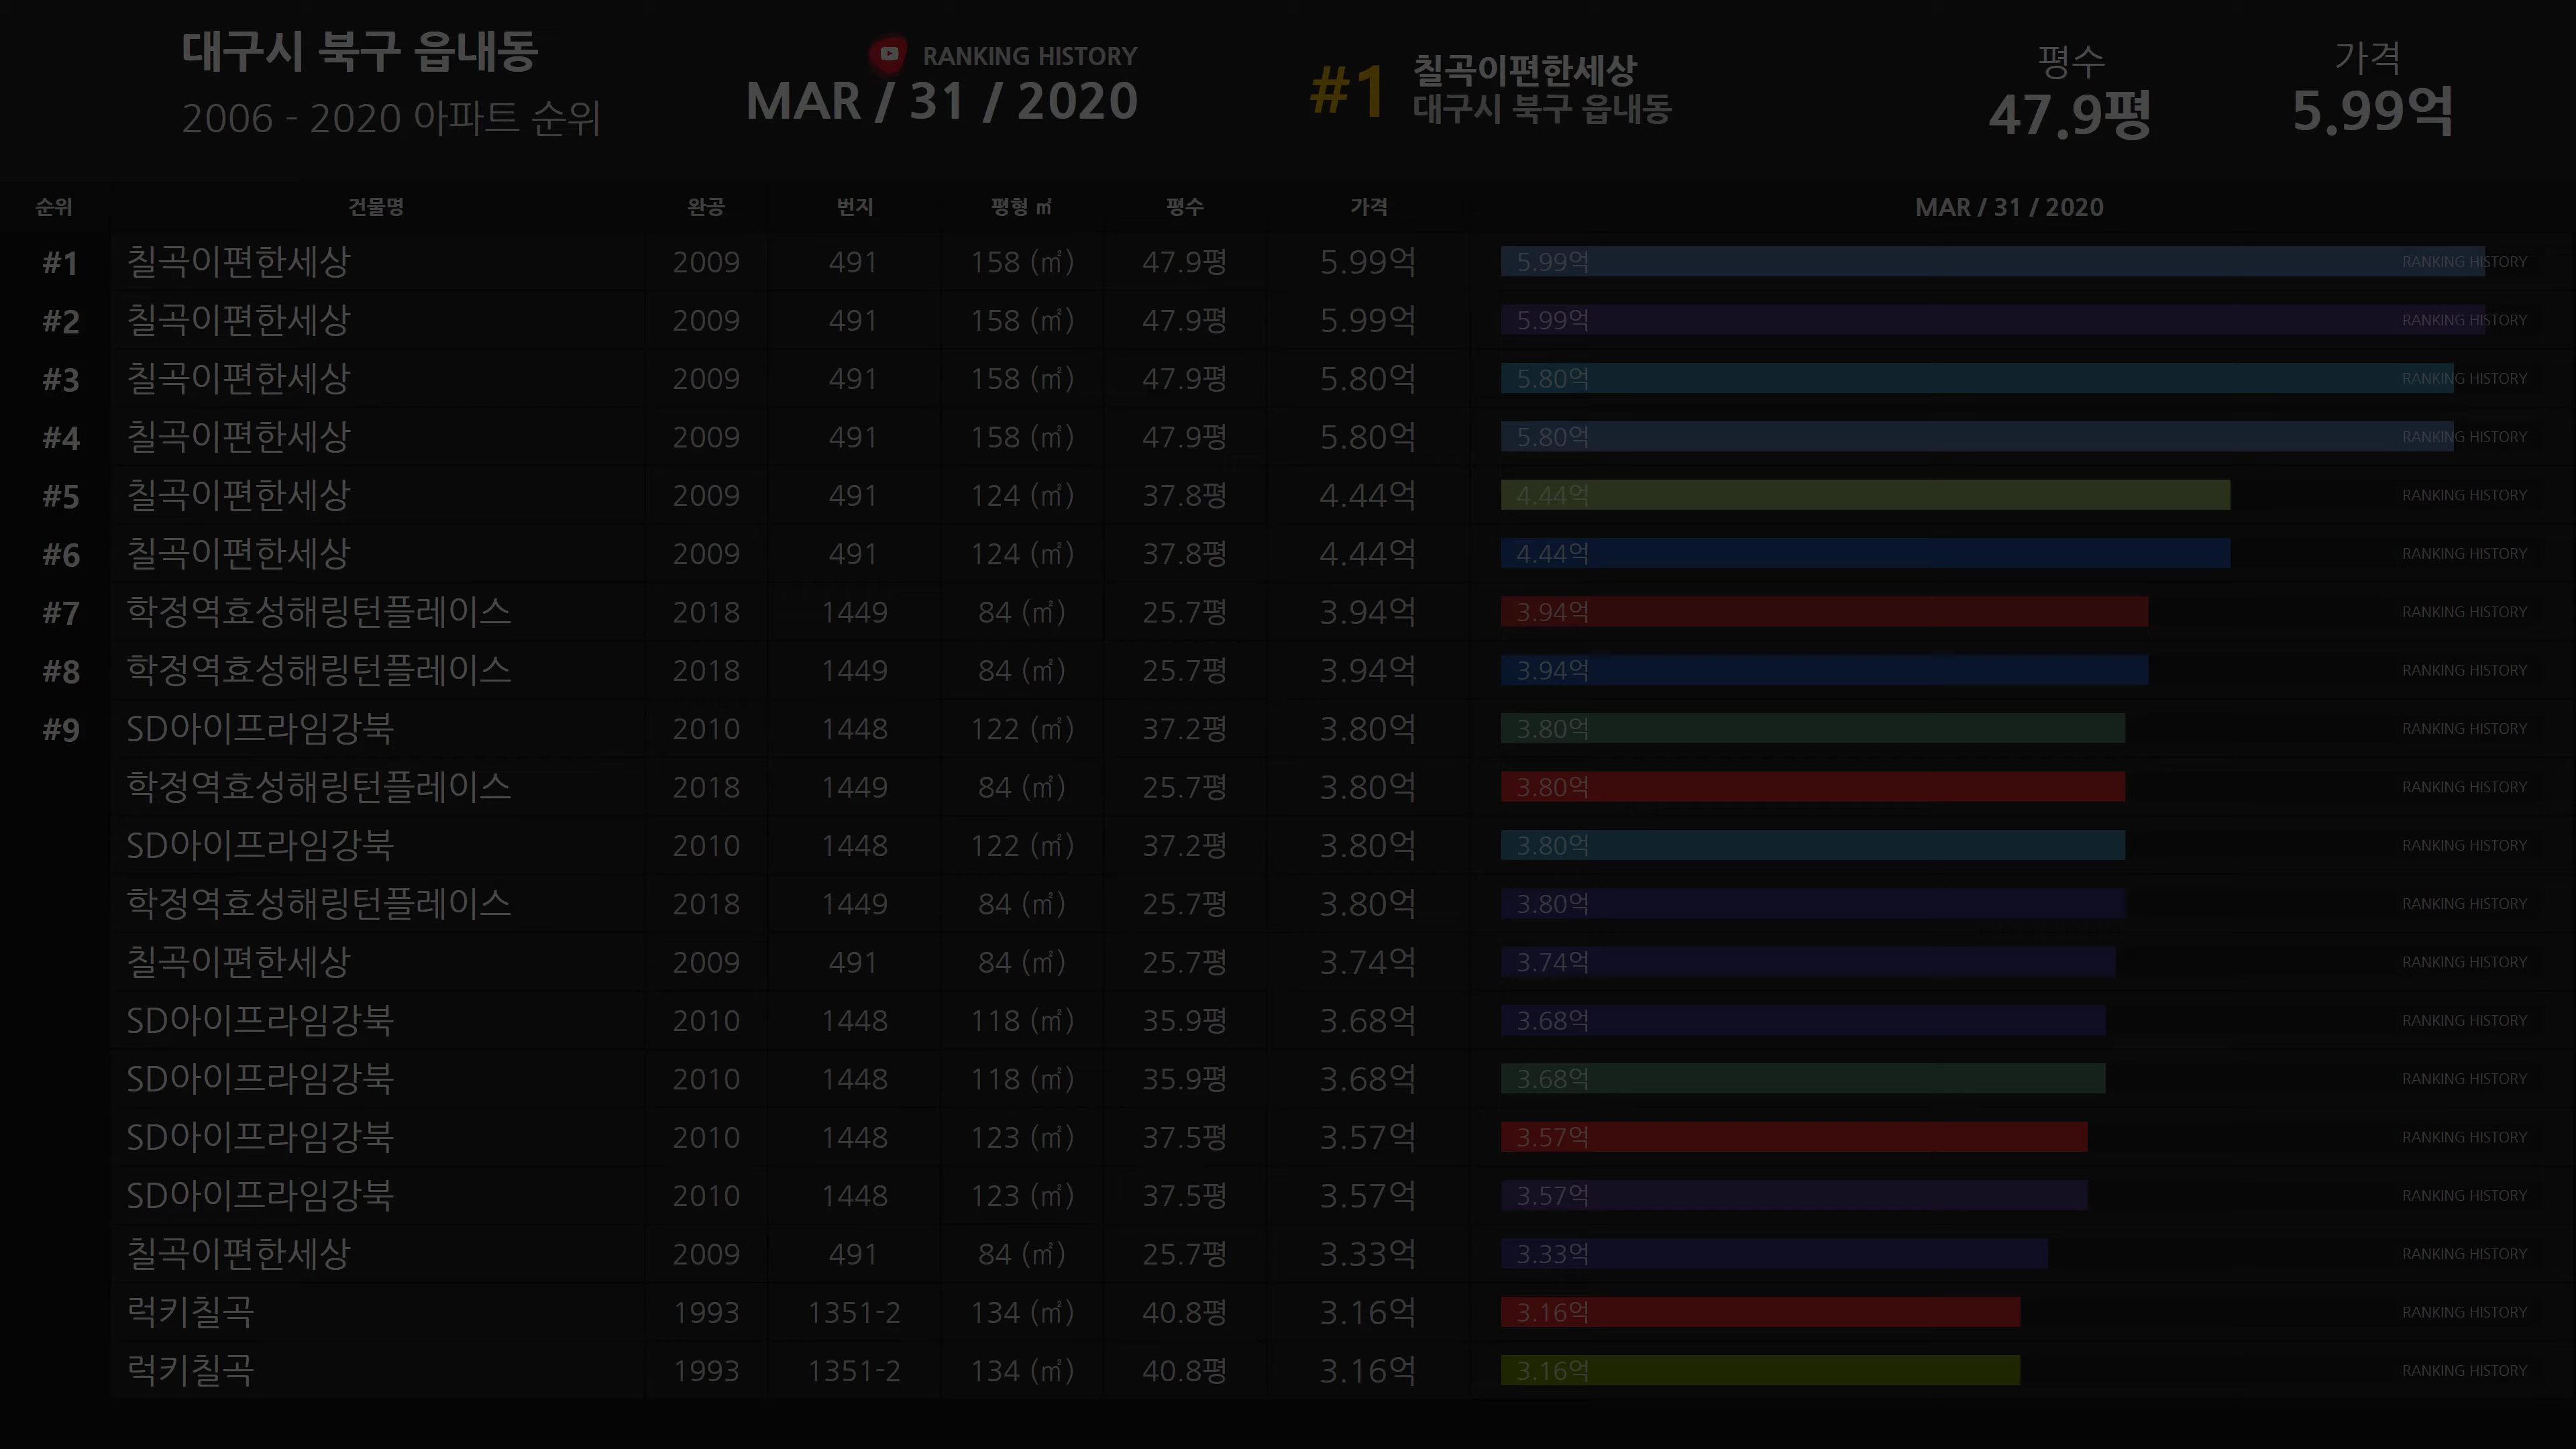 대구시 북구 읍내동
2006 - 2020 아파트 순위
RANKING HISTORY
MAR / 31 / 2020
#1
칠곡이편한세상
대구시 북구 읍내동
평수
47.9평
가격
5.99억
순위 건물명 완공 번지 평형 ㎡ 평수 가격 MAR / 31 / 2020
#1 칠곡이편한세상 2009 491 158 (㎡) 47.9평 5.99억 5.99억 RANKING HISTORY
#2 칠곡이편한세상 2009 491 158 (㎡) 47.9평 5.99억 5.99억 RANKING HISTORY
#3 칠곡이편한세상 2009 491 158 (㎡) 47.9평 5.80억 5.80억 RANKING HISTORY
#4 칠곡이편한세상 2009 491 158 (㎡) 47.9평 5.80억 5.80억 RANKING HISTORY
#5 칠곡이편한세상 2009 491 124 (㎡) 37.8평 4.44억 4.44억 RANKING HISTORY
#6 칠곡이편한세상 2009 491 124 (㎡) 37.8평 4.44억 4.44억 RANKING HISTORY
#7 학정역효성해링턴플레이스 2018 1449 84 (㎡) 25.7평 3.94억 3.94억 RANKING HISTORY
#8 학정역효성해링턴플레이스 2018 1449 84 (㎡) 25.7평 3.94억 3.94억 RANKING HISTORY
#9 SD아이프라임강북 2010 1448 122 (㎡) 37.2평 3.80억 3.80억 RANKING HISTORY
학정역효성해링턴플레이스 2018 1449 84 (㎡) 25.7평 3.80억 3.80억 RANKING HISTORY
SD아이프라임강북 2010 1448 122 (㎡) 37.2평 3.80억 3.80억 RANKING HISTORY
학정역효성해링턴플레이스 2018 1449 84 (㎡) 25.7평 3.80억 3.80억 RANKING HISTORY
칠곡이편한세상 2009 491 84 (㎡) 25.7평 3.74억 3.74억 RANKING HISTORY
SD아이프라임강북 2010 1448 118 (㎡) 35.9평 3.68억 3.68억 RANKING HISTORY
SD아이프라임강북 2010 1448 118 (㎡) 35.9평 3.68억 3.68억 RANKING HISTORY
SD아이프라임강북 2010 1448 123 (㎡) 37.5평 3.57억 3.57억 RANKING HISTORY
SD아이프라임강북 2010 1448 123 (㎡) 37.5평 3.57억 3.57억 RANKING HISTORY
칠곡이편한세상 2009 491 84 (㎡) 25.7평 3.33억 3.33억 RANKING HISTORY
럭키칠곡 1993 1351-2 134 (㎡) 40.8평 3.16억 3.16억 RANKING HISTORY
럭키칠곡 1993 1351-2 134 (㎡) 40.8평 3.16억 3.16억 RANKING HISTORY